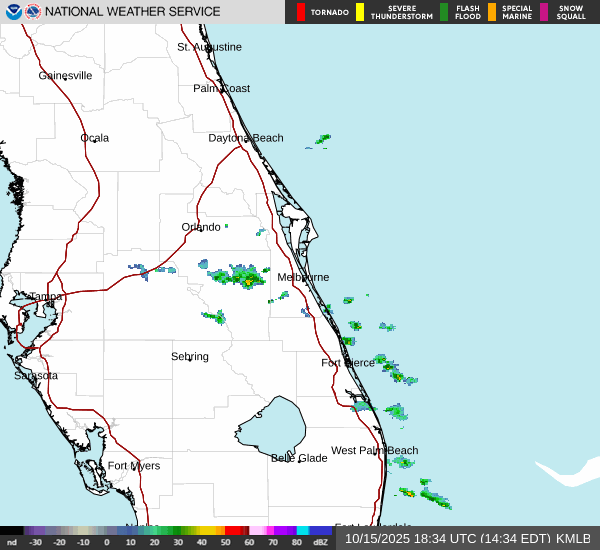 NATIONAL WEATHER SERVICE
TORNADO
SEVERE THUNDERSTORM
FLASH FLOOD
SPECIAL MARINE
SNOW SQUALL
St. Augustine
Gainesville
Palm Coast
Ocala
Daytona Beach
Orlando
Melbourne
Tampa
Sebring
Fort Pierce
Sarasota
West Palm Beach
Belle Glade
Fort Myers
nd -30 -20 -10 0 10 20 30 40 50 60 70 80 dBZ
10/15/2025 18:34 UTC (14:34 EDT) KMLB